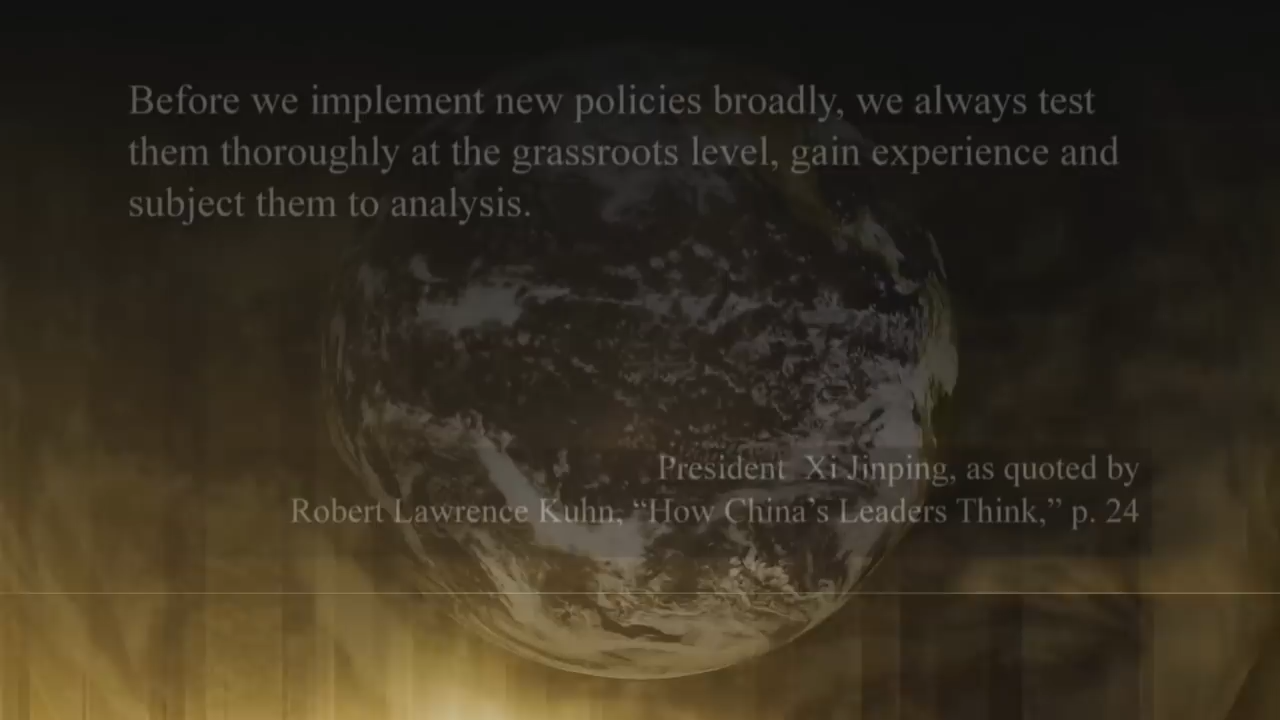 Before we implement new policies broadly, we always test
them thoroughly at the grassroots level, gain experience and
subject them to analysis.
President Xi Jinping, as quoted by
Robert Lawrence Kuhn, “How China’s Leaders Think,” p. 24